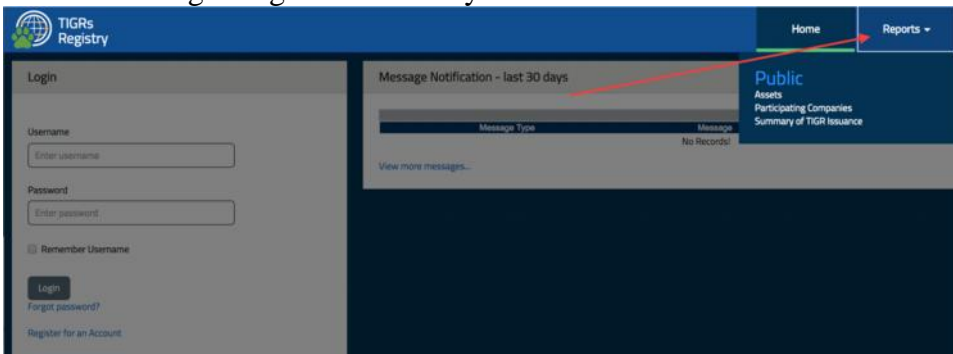 TIGRs
Registry
Home
Reports
Login
Message Notification - last 30 days
Public
Assets
Participating Companies
Summary of TIGR Issuance
Message Type
Message
No Records!
View more messages...
Username
Enter username
Password
Enter password
Remember Username
Login
Forgot password?
Register for an Account